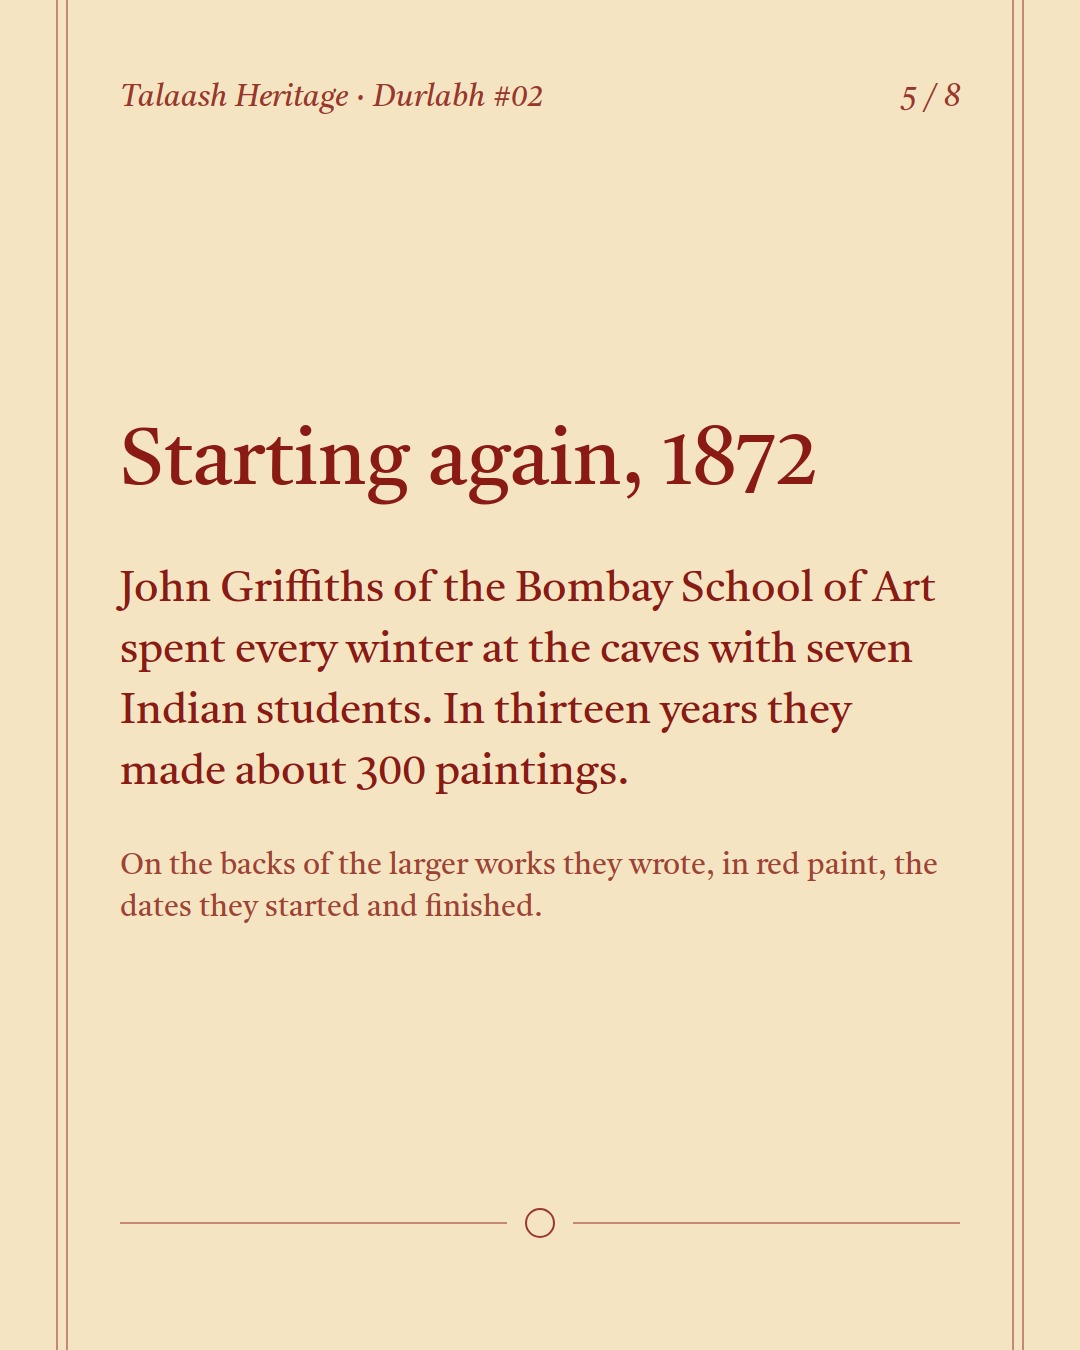 Talaash Heritage · Durlabh #02
5 / 8
Starting again, 1872
John Griffiths of the Bombay School of Art
spent every winter at the caves with seven
Indian students. In thirteen years they
made about 300 paintings.
On the backs of the larger works they wrote, in red paint, the
dates they started and finished.